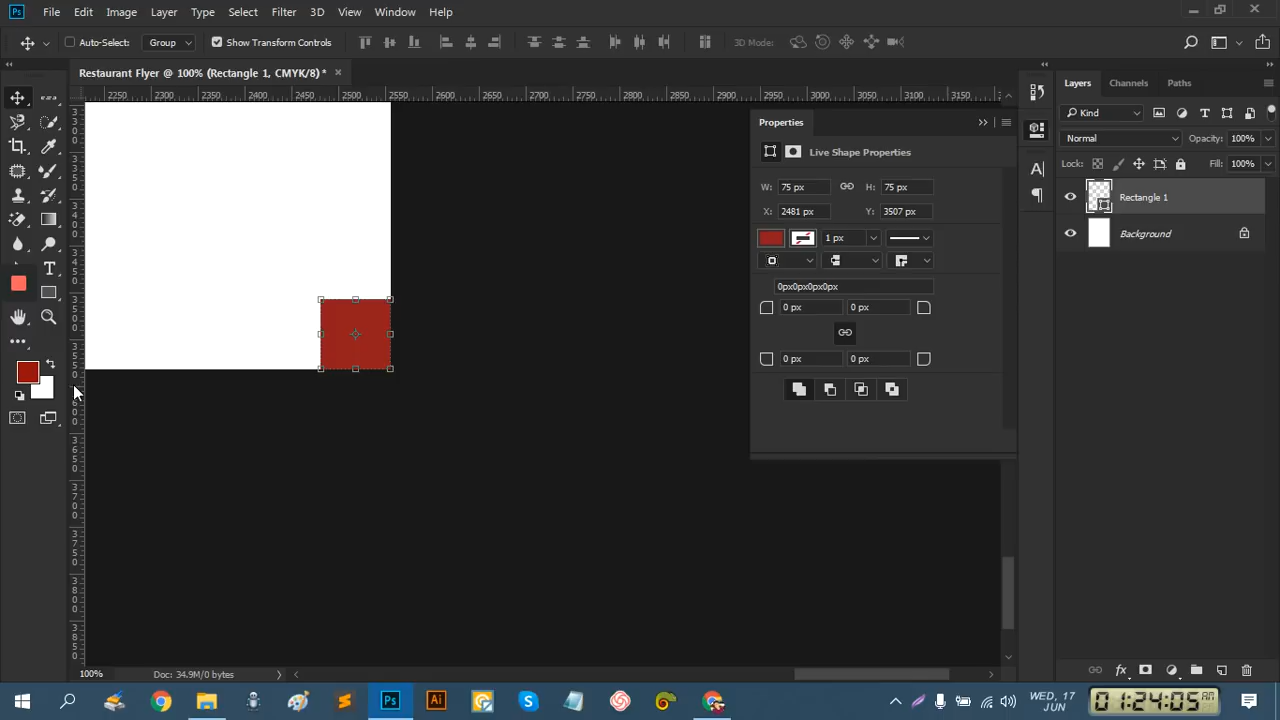 Ps File Edit Image Layer Type Select Filter 3D View Window Help
Auto-Select: Group Show Transform Controls 3D Mode:
Restaurant Flyer @ 100% (Rectangle 1, CMYK/8) * ×
2250 2300 2350 2400 2450 2500 2550 2600 2650 2700 2750 2800 2850 2900 2950 3000 3050 3100 3150
Properties
Live Shape Properties
W: 75 px H: 75 px
X: 2481 px Y: 3507 px
1 px
0px0px0px0px
0 px 0 px
0 px 0 px
Layers Channels Paths
Kind
Normal Opacity: 100%
Lock: Fill: 100%
Rectangle 1
Background
100% Doc: 34.9M/0 bytes
fx
Ps Ai
WED, 17
JUN
01:24:05